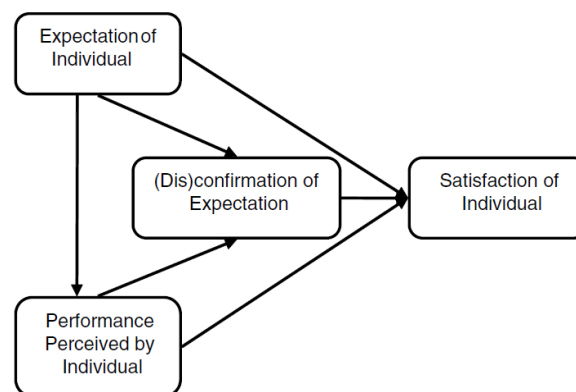 Expectation of
Individual
(Dis)confirmation of
Expectation
Satisfaction of
Individual
Performance
Perceived by
Individual